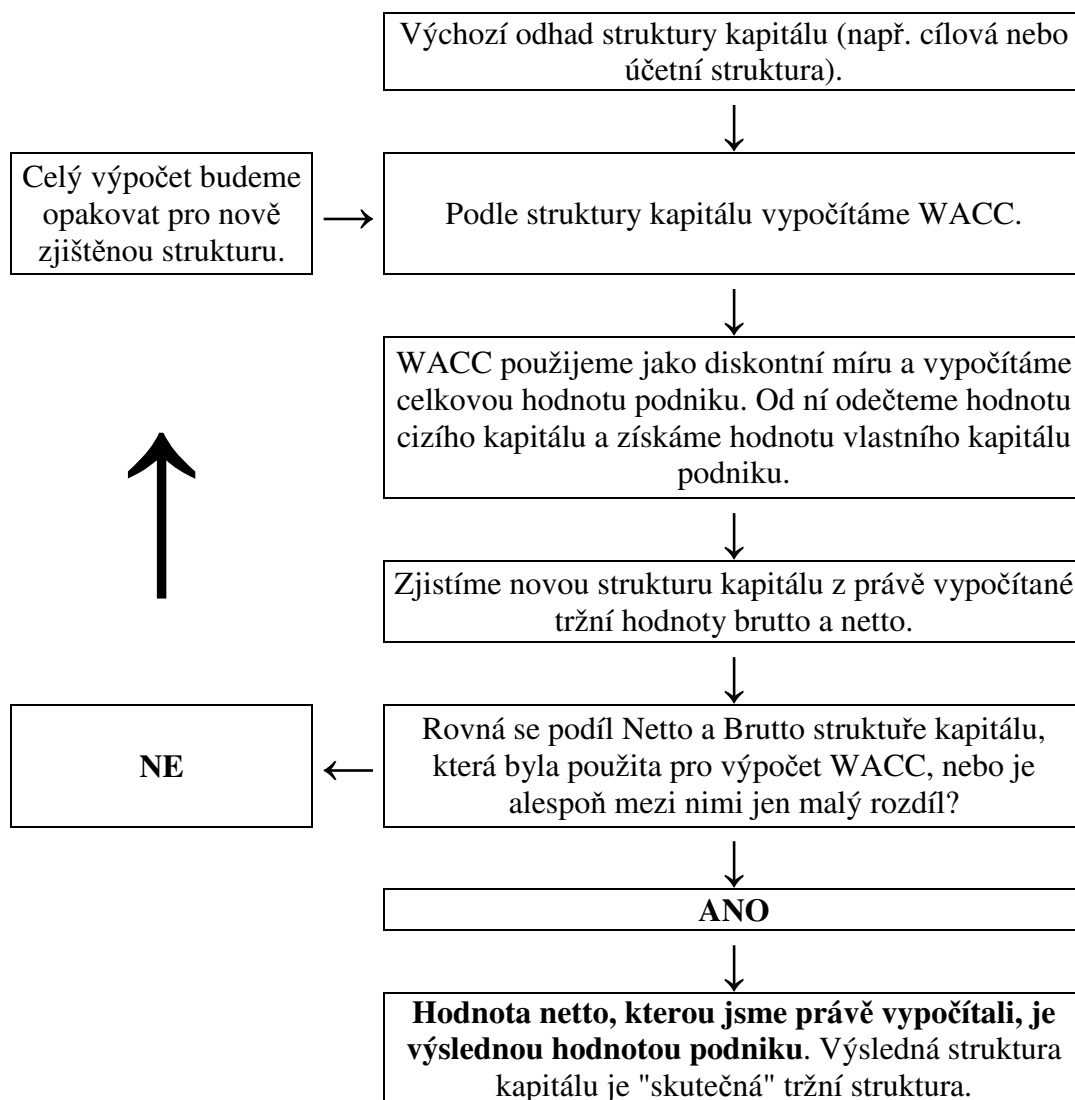 Výchozí odhad struktury kapitálu (např. cílová nebo
účetní struktura).
Celý výpočet budeme
opakovat pro nově
zjištěnou strukturu.
Podle struktury kapitálu vypočítáme WACC.
WACC použijeme jako diskontní míru a vypočítáme
celkovou hodnotu podniku. Od ní odečteme hodnotu
cizího kapitálu a získáme hodnotu vlastního kapitálu
podniku.
Zjistíme novou strukturu kapitálu z právě vypočítané
tržní hodnoty brutto a netto.
NE
Rovná se podíl Netto a Brutto struktuře kapitálu,
která byla použita pro výpočet WACC, nebo je
alespoň mezi nimi jen malý rozdíl?
ANO
Hodnota netto, kterou jsme právě vypočítali, je
výslednou hodnotou podniku. Výsledná struktura
kapitálu je "skutečná" tržní struktura.